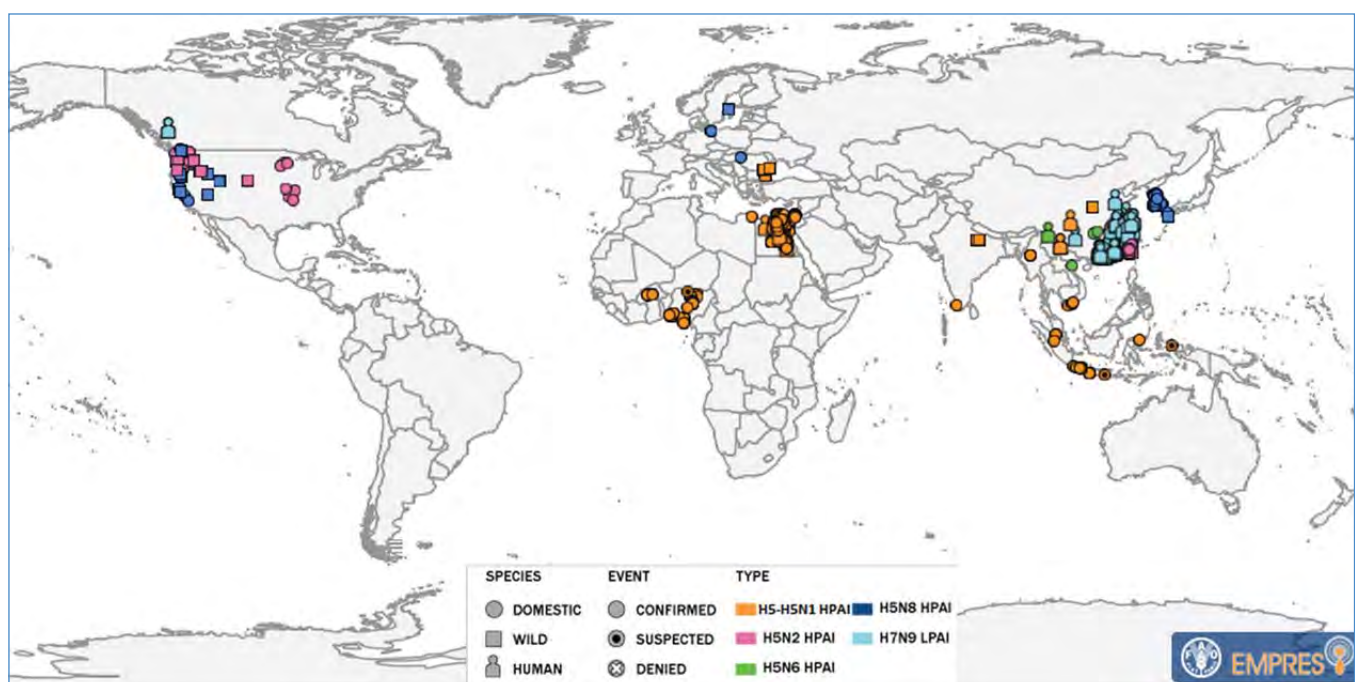 SPECIES EVENT TYPE
DOMESTIC CONFIRMED H5-H5N1 HPAI H5N8 HPAI
WILD SUSPECTED H5N2 HPAI H7N9 LPAI
HUMAN DENIED H5N6 HPAI
FAO
EMPRES